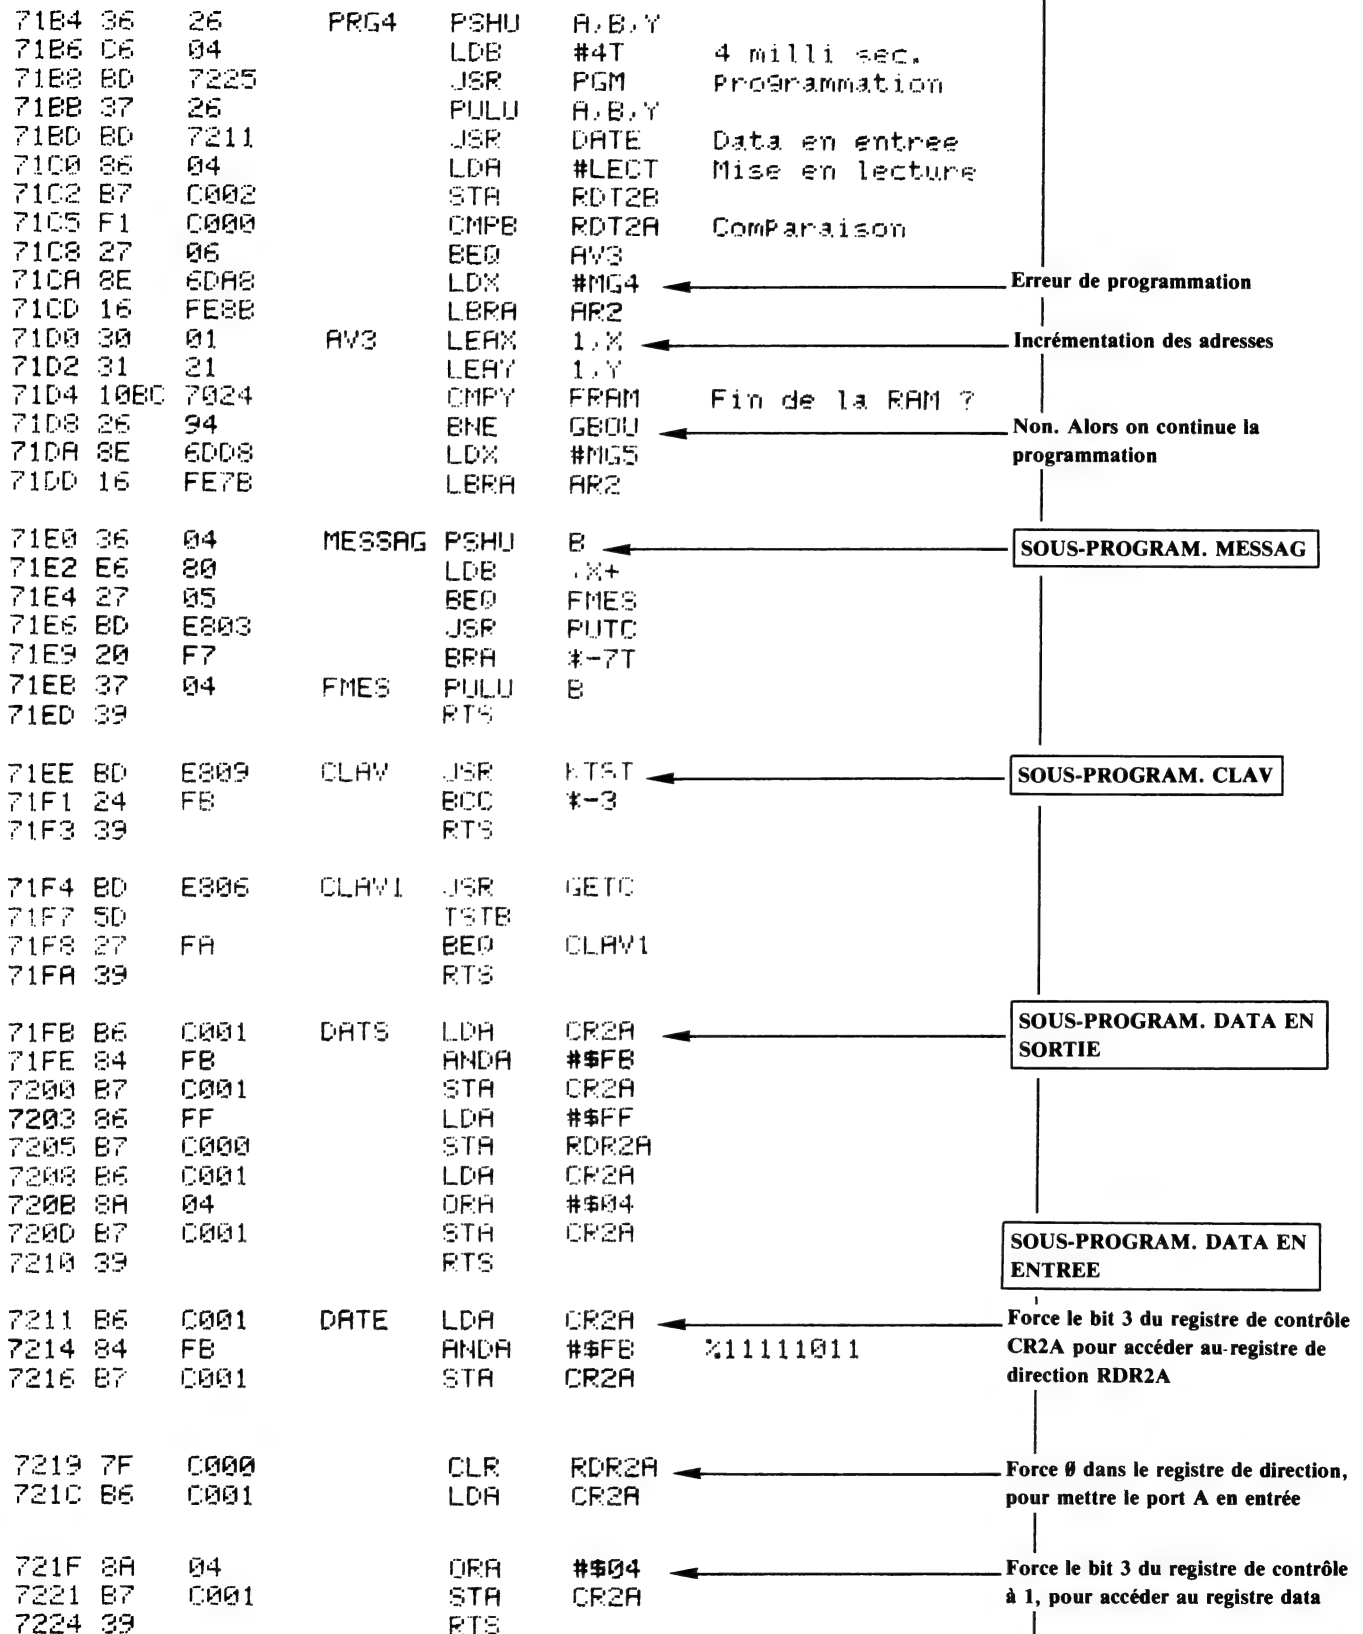 71B4 36 26 PRG4 PSHU A,B,Y
71B6 C6 04 LDB #4T 4 milli sec.
71B8 BD 7225 JSR PGM Programmation
71BB 37 26 PULU A,B,Y
71BD BD 7211 JSR DATE Data en entree
71C0 86 04 LDA #LECT Mise en lecture
71C2 B7 C002 STA RDT2B
71C5 F1 C000 CMPB RDT2A Comparaison
71C8 27 06 BEQ AV3
71CA 8E 6DA8 LDX #MG4 Erreur de programmation
71CD 16 FE8B LBRA AR2
71D0 30 01 AV3 LEAX 1,X Incrémentation des adresses
71D2 31 21 LEAY 1,Y
71D4 10BC 7024 CMPY FRAM Fin de la RAM ?
71D8 26 94 BNE GBOU Non. Alors on continue la
71DA 8E 6DD8 LDX #MG5 programmation
71DD 16 FE7B LBRA AR2
71E0 36 04 MESSAG PSHU B SOUS-PROGRAM. MESSAG
71E2 E6 80 LDB ,X+
71E4 27 05 BEQ FMES
71E6 BD E803 JSR PUTC
71E9 20 F7 BRA *-7T
71EB 37 04 FMES PULU B
71ED 39 RTS
71EE BD E809 CLAV JSR KTST SOUS-PROGRAM. CLAV
71F1 24 FB BCC *-3
71F3 39 RTS
71F4 BD E806 CLAV1 JSR GETC
71F7 5D TSTB
71F8 27 FA BEQ CLAV1
71FA 39 RTS
SOUS-PROGRAM. DATA EN
71FB B6 C001 DATS LDA CR2A SORTIE
71FE 84 FB ANDA #$FB
7200 B7 C001 STA CR2A
7203 86 FF LDA #$FF
7205 B7 C000 STA RDR2A
7208 B6 C001 LDA CR2A
720B 8A 04 ORA #$04
720D B7 C001 STA CR2A
7210 39 RTS
SOUS-PROGRAM. DATA EN
ENTREE
7211 B6 C001 DATE LDA CR2A Force le bit 3 du registre de contrôle
7214 84 FB ANDA #$FB %11111011 CR2A pour accéder au registre de
7216 B7 C001 STA CR2A direction RDR2A
7219 7F C000 CLR RDR2A Force 0 dans le registre de direction,
721C B6 C001 LDA CR2A pour mettre le port A en entrée
721F 8A 04 ORA #$04 Force le bit 3 du registre de contrôle
7221 B7 C001 STA CR2A à 1, pour accéder au registre data
7224 39 RTS